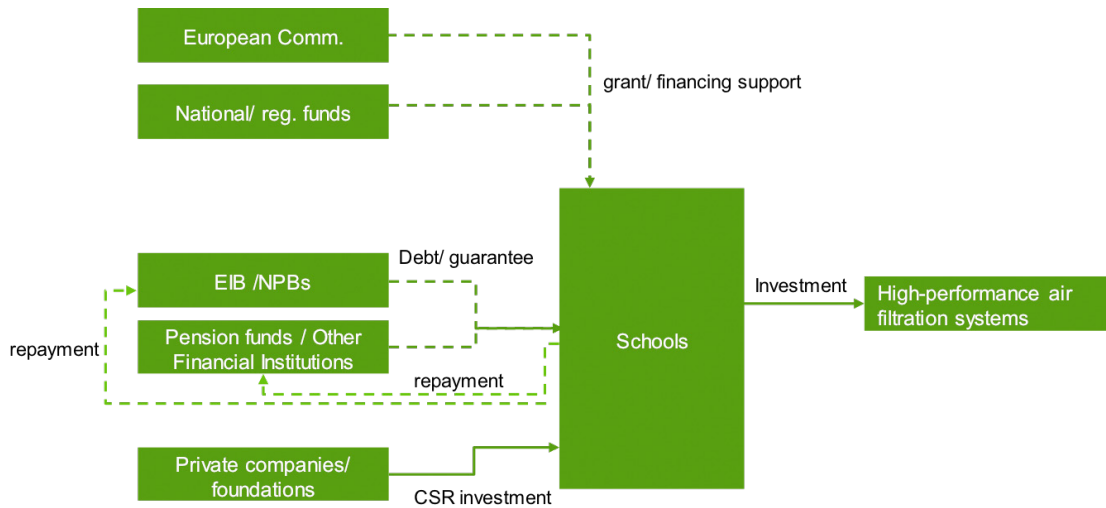 European Comm.
grant/ financing support
National/ reg. funds
Debt/ guarantee
EIB /NPBs
Investment
High-performance air
filtration systems
Pension funds / Other
Financial Institutions
Schools
repayment
repayment
Private companies/
foundations
CSR investment